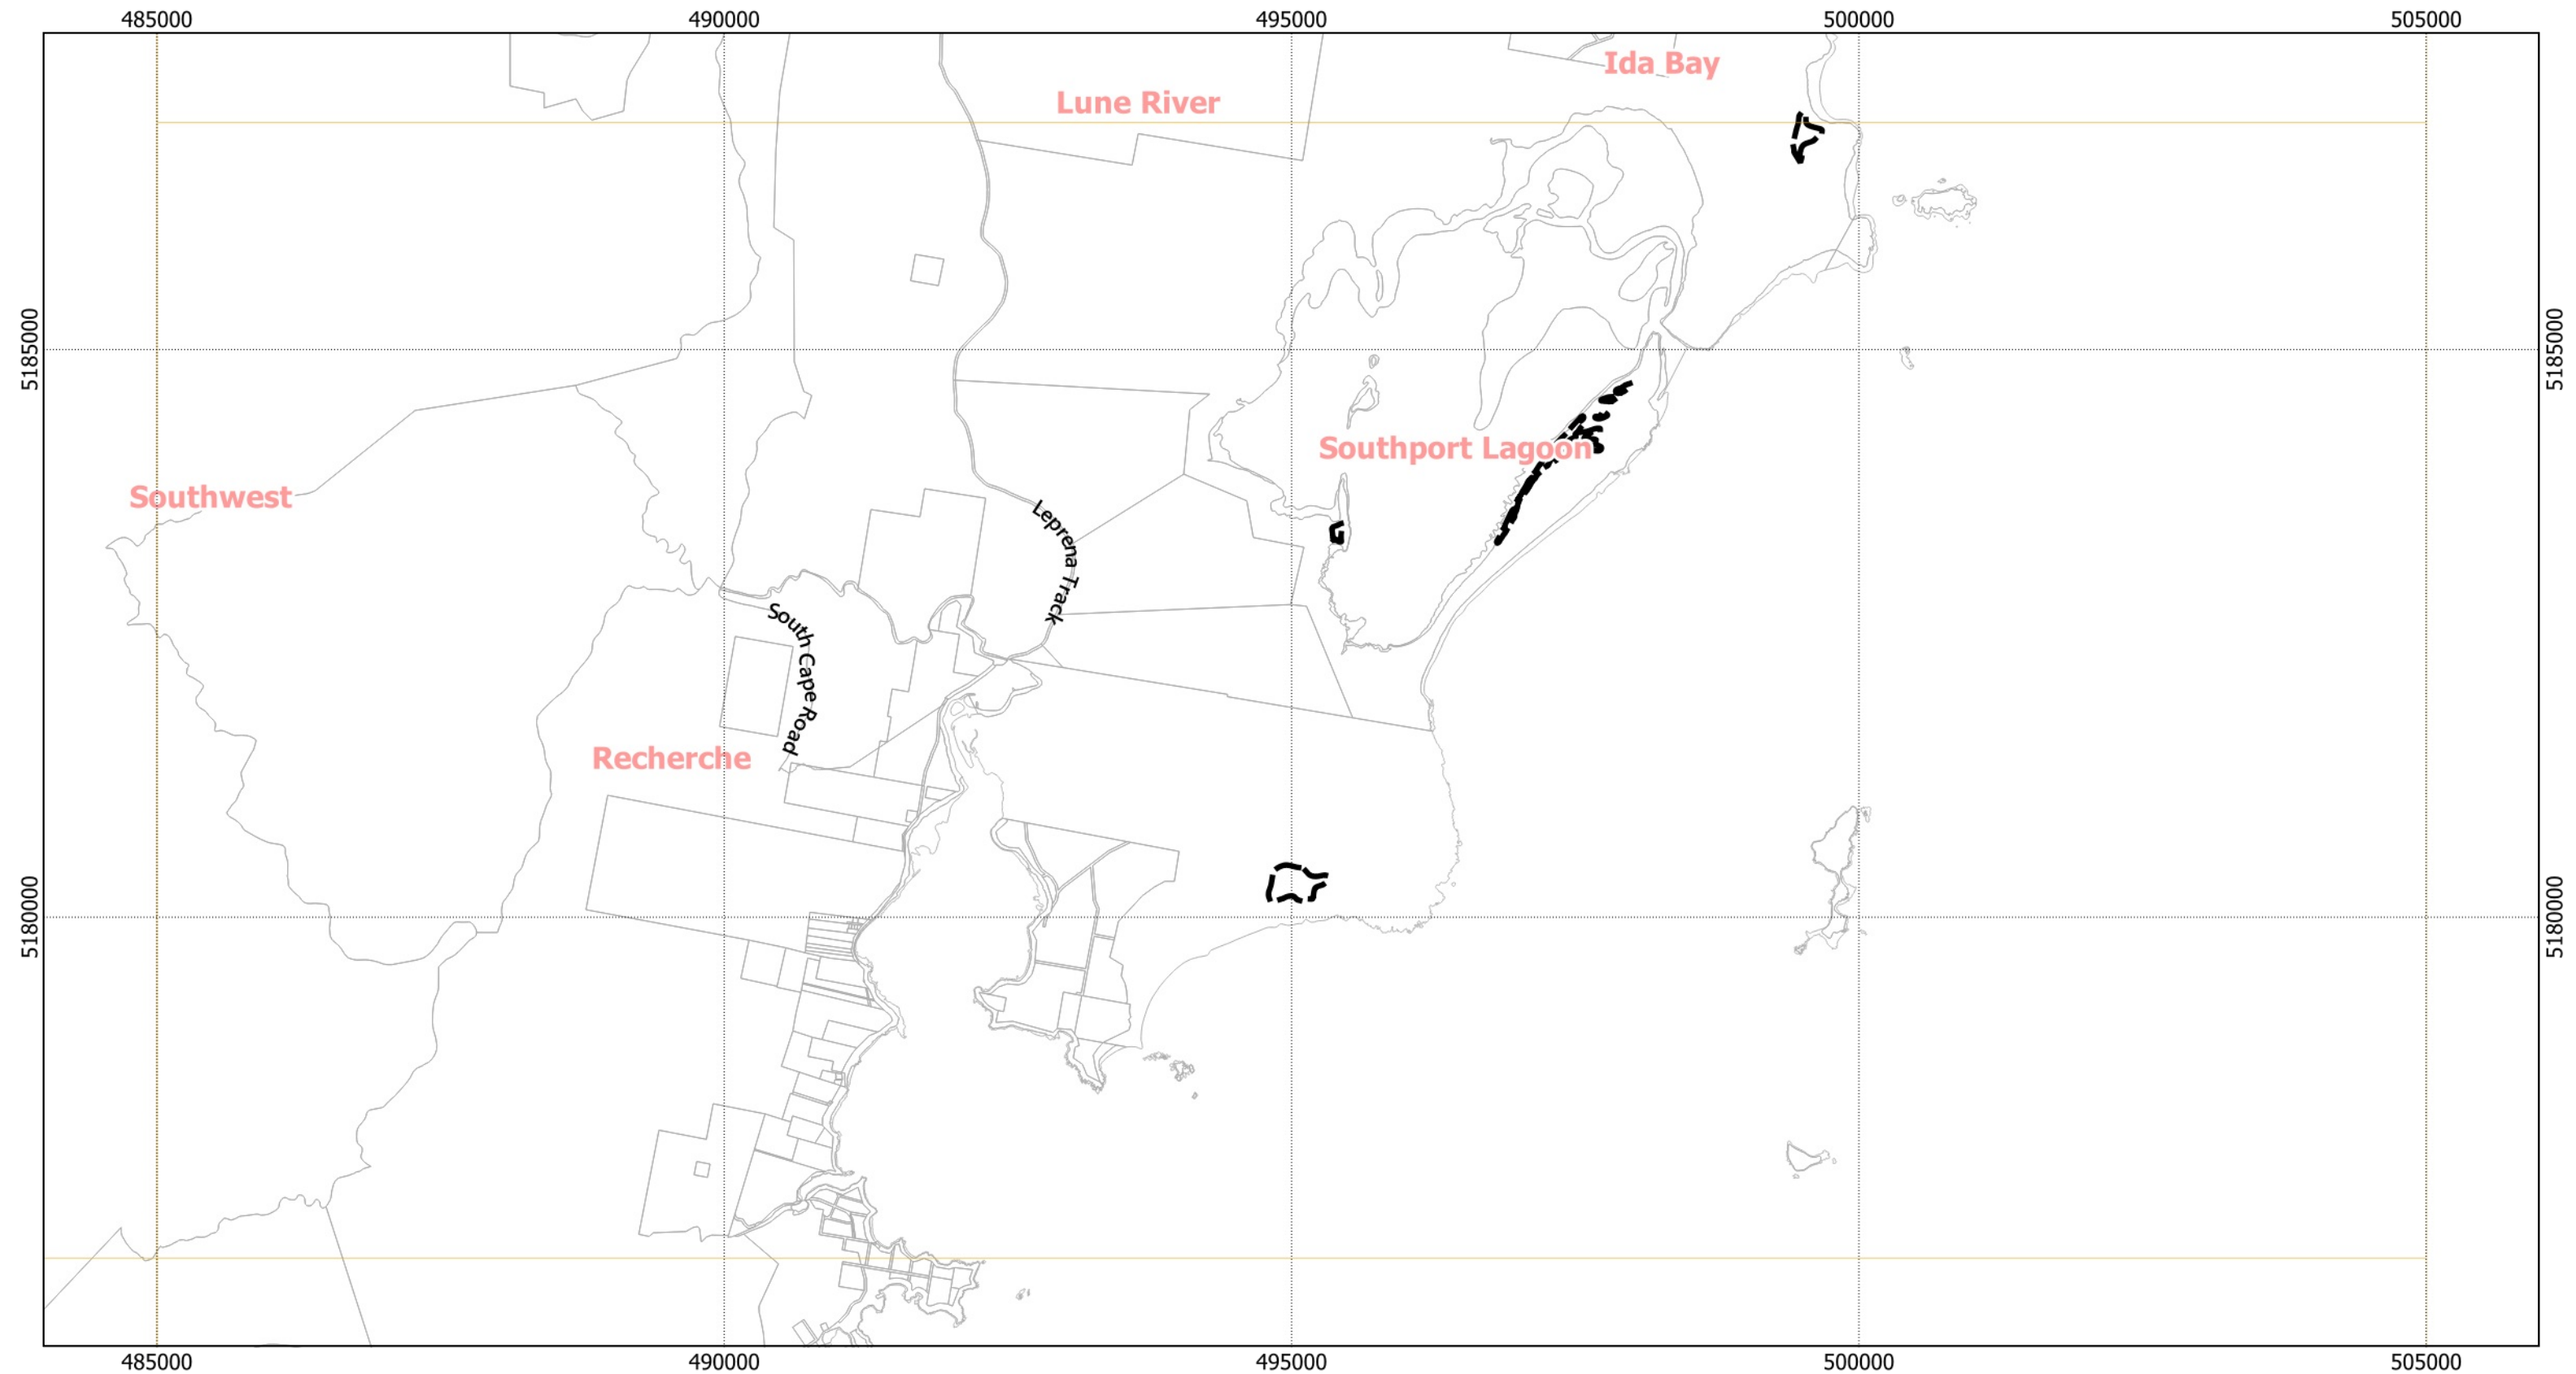 485000 490000 495000 500000 505000
Ida Bay
Lune River
5185000 5185000
Southport Lagoon
Southwest
Leprena Track
South Cape Road
Recherche
5180000 5180000
485000 490000 495000 500000 505000